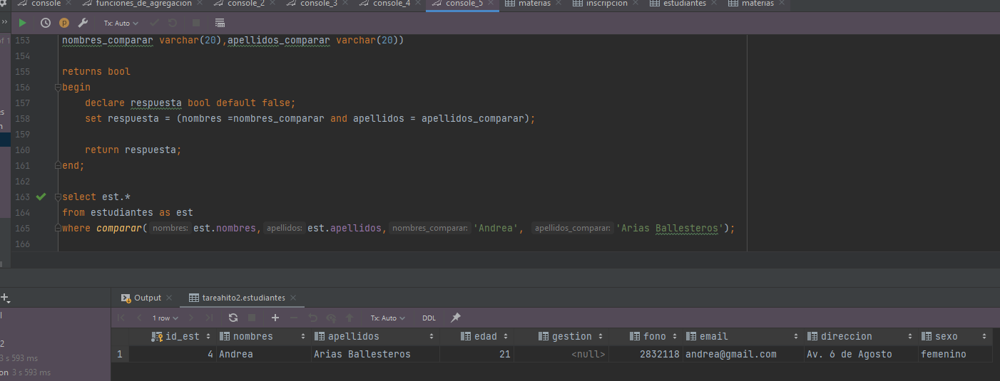 console funciones_de_agregacion console_2 console_3 console_4 console_5 materias inscripcion estudiantes materias
Tx: Auto
of 1
153 nombres_comparar varchar(20),apellidos_comparar varchar(20))
154
155 returns bool
156 begin
157 declare respuesta bool default false;
158 set respuesta = (nombres =nombres_comparar and apellidos = apellidos_comparar);
159
160 return respuesta;
161 end;
162
163 select est.*
164 from estudiantes as est
165 where comparar( nombres: est.nombres, apellidos: est.apellidos, nombres_comparar: 'Andrea', apellidos_comparar: 'Arias Ballesteros');
166
Output tareahito2.estudiantes
1 row Tx: Auto DDL
id_est nombres apellidos edad gestion fono email direccion sexo
1 4 Andrea Arias Ballesteros 21 <null> 2832118 andrea@gmail.com Av. 6 de Agosto femenino
2
3 s 593 ms
on 3 s 593 ms